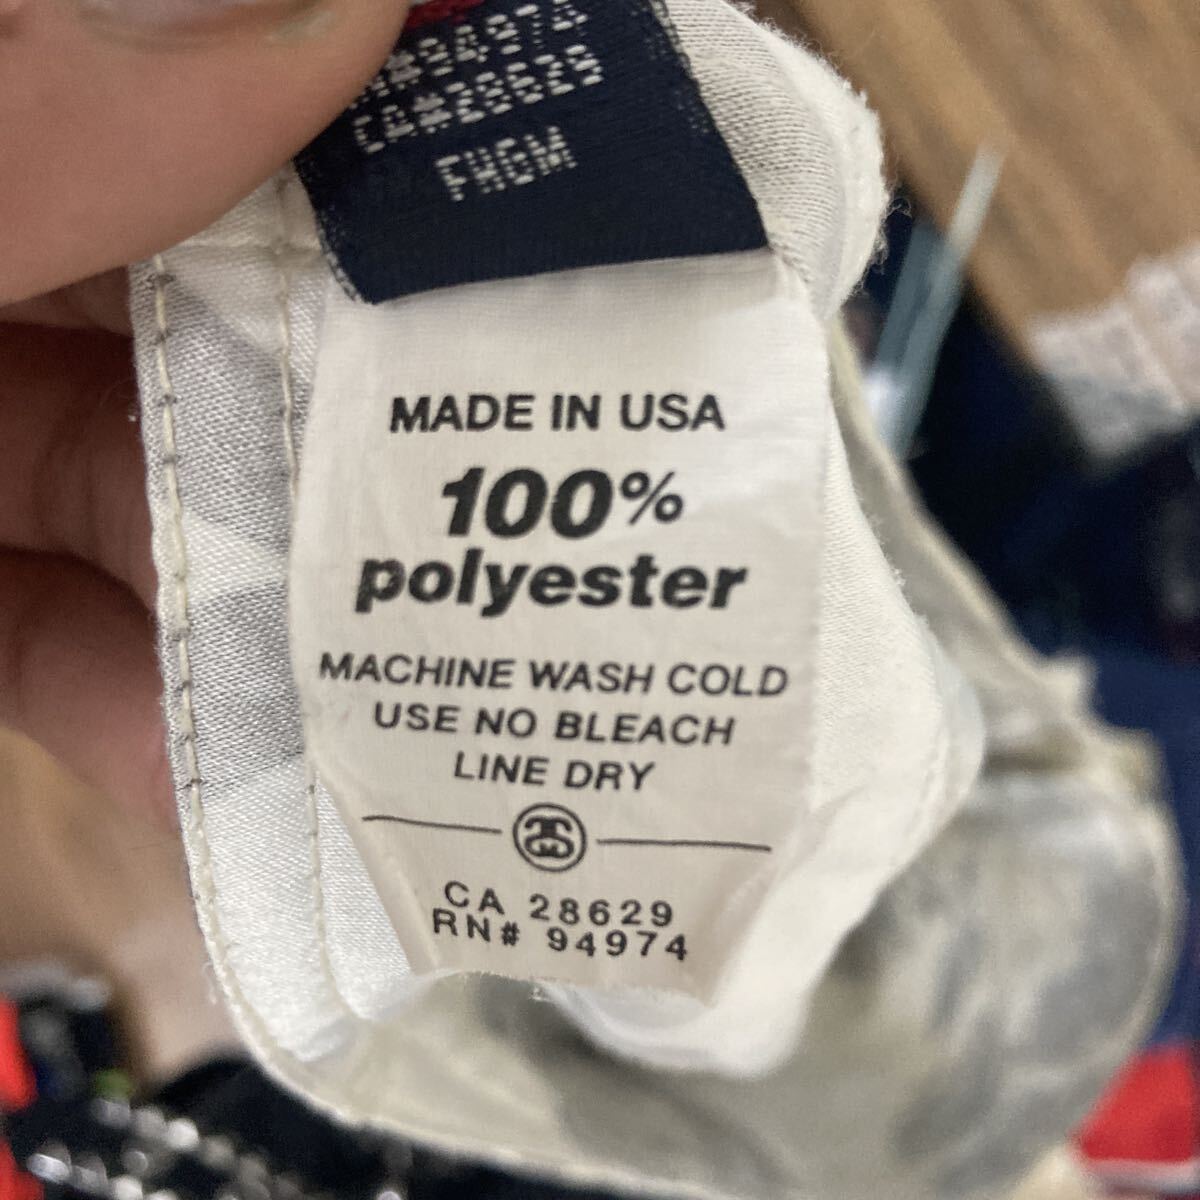 CA#28629
FHGM
MADE IN USA
100%
polyester
MACHINE WASH COLD
USE NO BLEACH
LINE DRY
CA 28629
RN# 94974